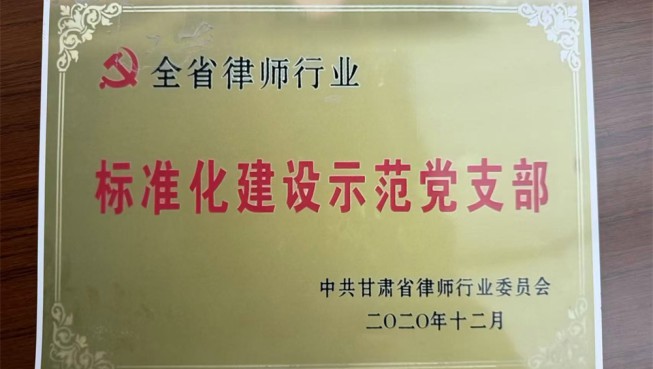 全省律师行业
标准化建设示范党支部
中共甘肃省律师行业委员会
二〇二〇年十二月